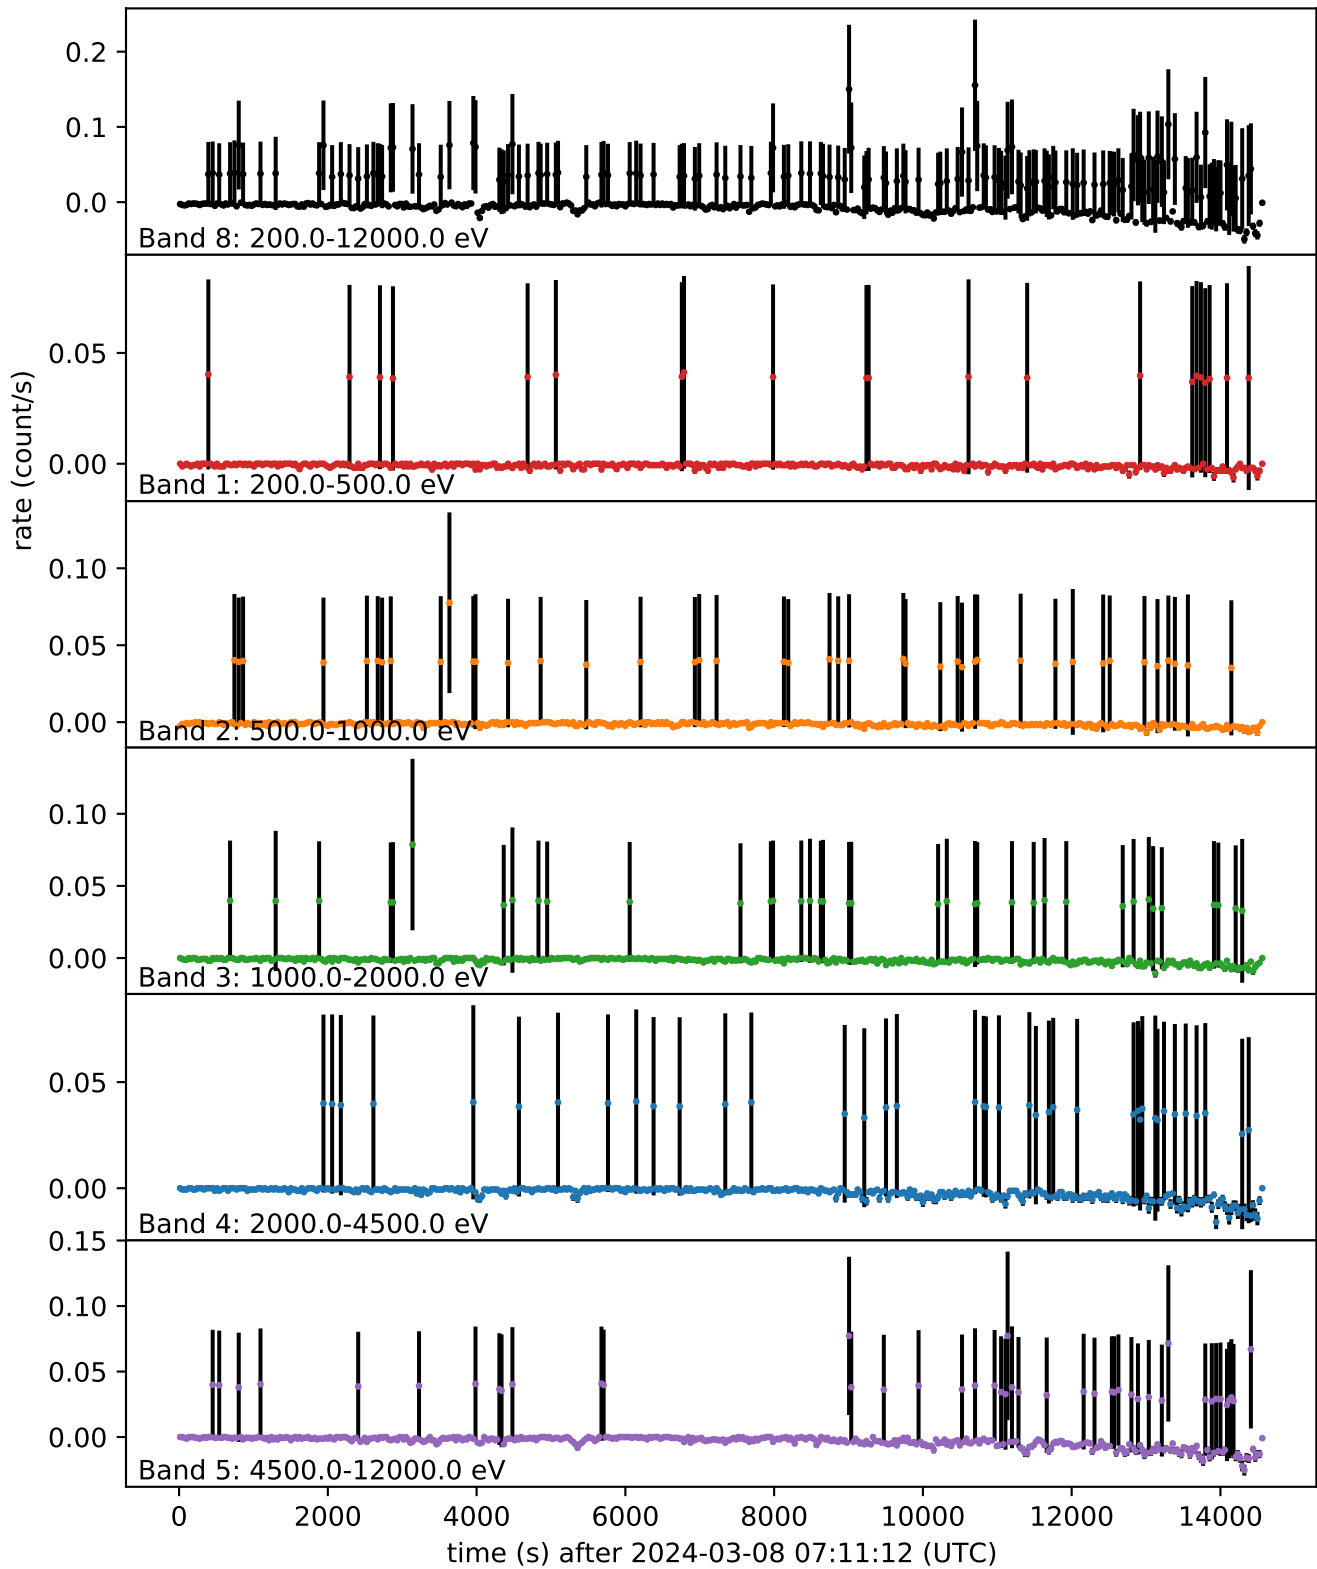 rate (count/s)
0.2
0.1
0.0
Band 8: 200.0-12000.0 eV
0.05
0.00
Band 1: 200.0-500.0 eV
0.10
0.05
0.00
Band 2: 500.0-1000.0 eV
0.10
0.05
0.00
Band 3: 1000.0-2000.0 eV
0.05
0.00
Band 4: 2000.0-4500.0 eV
0.15
0.10
0.05
0.00
Band 5: 4500.0-12000.0 eV
0 2000 4000 6000 8000 10000 12000 14000
time (s) after 2024-03-08 07:11:12 (UTC)